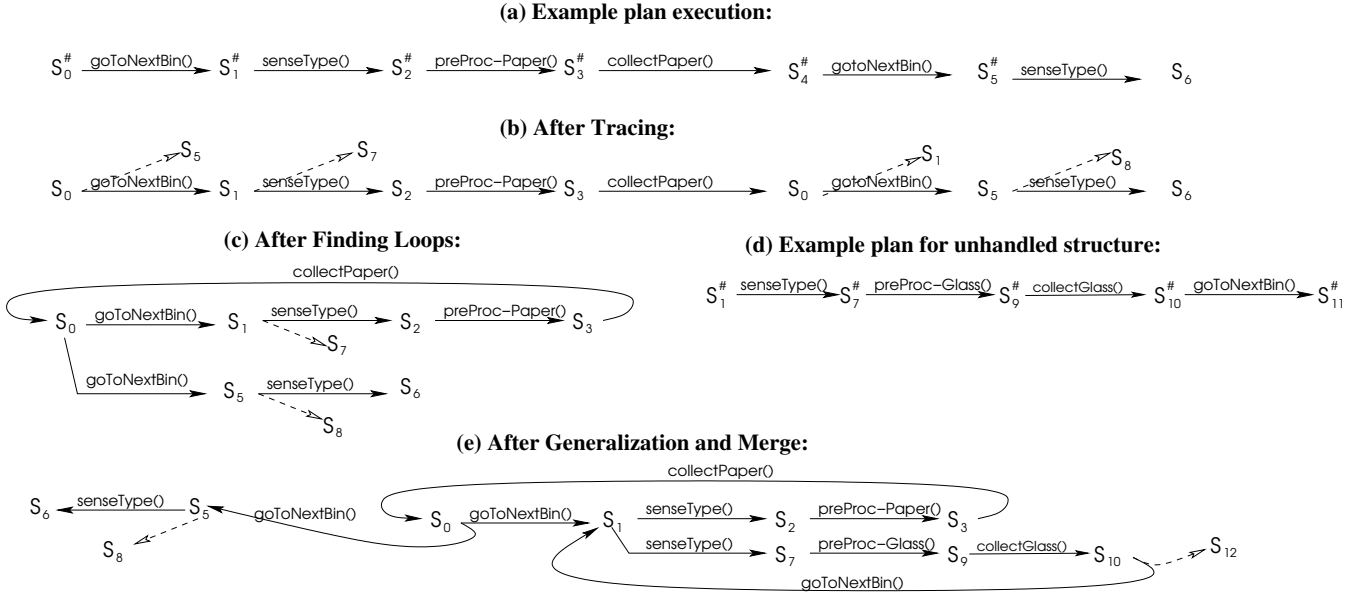 (a) Example plan execution:
S#0 goToNextBin() S#1 senseType() S#2 preProc-Paper() S#3 collectPaper() S#4 gotoNextBin() S#5 senseType() S6
(b) After Tracing:
S5 S7 S1 S8
S0 goToNextBin() S1 senseType() S2 preProc-Paper() S3 collectPaper() S0 gotoNextBin() S5 senseType() S6
(c) After Finding Loops:
collectPaper()
S0 goToNextBin() S1 senseType() S2 preProc-Paper() S3
S7
goToNextBin() S5 senseType() S6
S8
(d) Example plan for unhandled structure:
S#1 senseType() S#7 preProc-Glass() S#9 collectGlass() S#10 goToNextBin() S#11
(e) After Generalization and Merge:
collectPaper()
S6 senseType() S5 goToNextBin() S0 goToNextBin() S1 senseType() S2 preProc-Paper() S3
S8 senseType() S7 preProc-Glass() S9 collectGlass() S10 S12
goToNextBin()